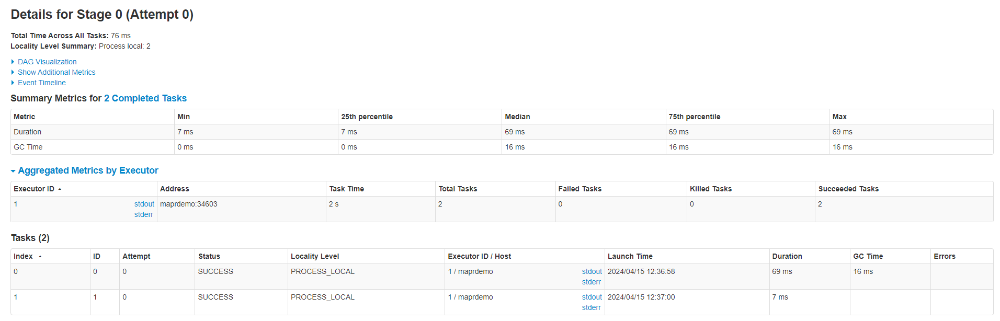 Details for Stage 0 (Attempt 0)
Total Time Across All Tasks: 76 ms
Locality Level Summary: Process local: 2
DAG Visualization
Show Additional Metrics
Event Timeline
Summary Metrics for 2 Completed Tasks
Metric Min 25th percentile Median 75th percentile Max
Duration 7 ms 7 ms 69 ms 69 ms 69 ms
GC Time 0 ms 0 ms 16 ms 16 ms 16 ms
Aggregated Metrics by Executor
Executor ID Address Task Time Total Tasks Failed Tasks Killed Tasks Succeeded Tasks
1 stdout maprdemo:34603 2 s 2 0 0 2
stderr
Tasks (2)
Index ID Attempt Status Locality Level Executor ID / Host Launch Time Duration GC Time Errors
0 0 0 SUCCESS PROCESS_LOCAL 1 / maprdemo stdout 2024/04/15 12:36:58 69 ms 16 ms
stderr
1 1 0 SUCCESS PROCESS_LOCAL 1 / maprdemo stdout 2024/04/15 12:37:00 7 ms
stderr